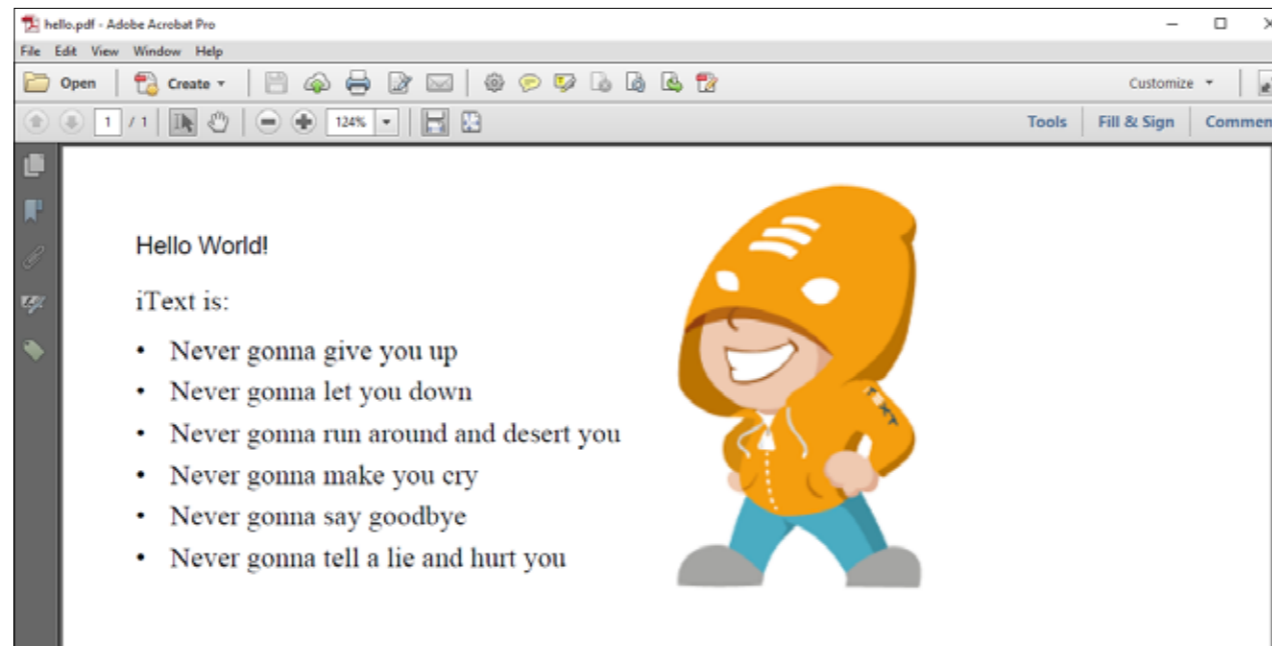 hello.pdf - Adobe Acrobat Pro
File Edit View Window Help
Open Create Customize
1 / 1 124% Tools Fill & Sign Commen
Hello World!
iText is:
• Never gonna give you up
• Never gonna let you down
• Never gonna run around and desert you
• Never gonna make you cry
• Never gonna say goodbye
• Never gonna tell a lie and hurt you